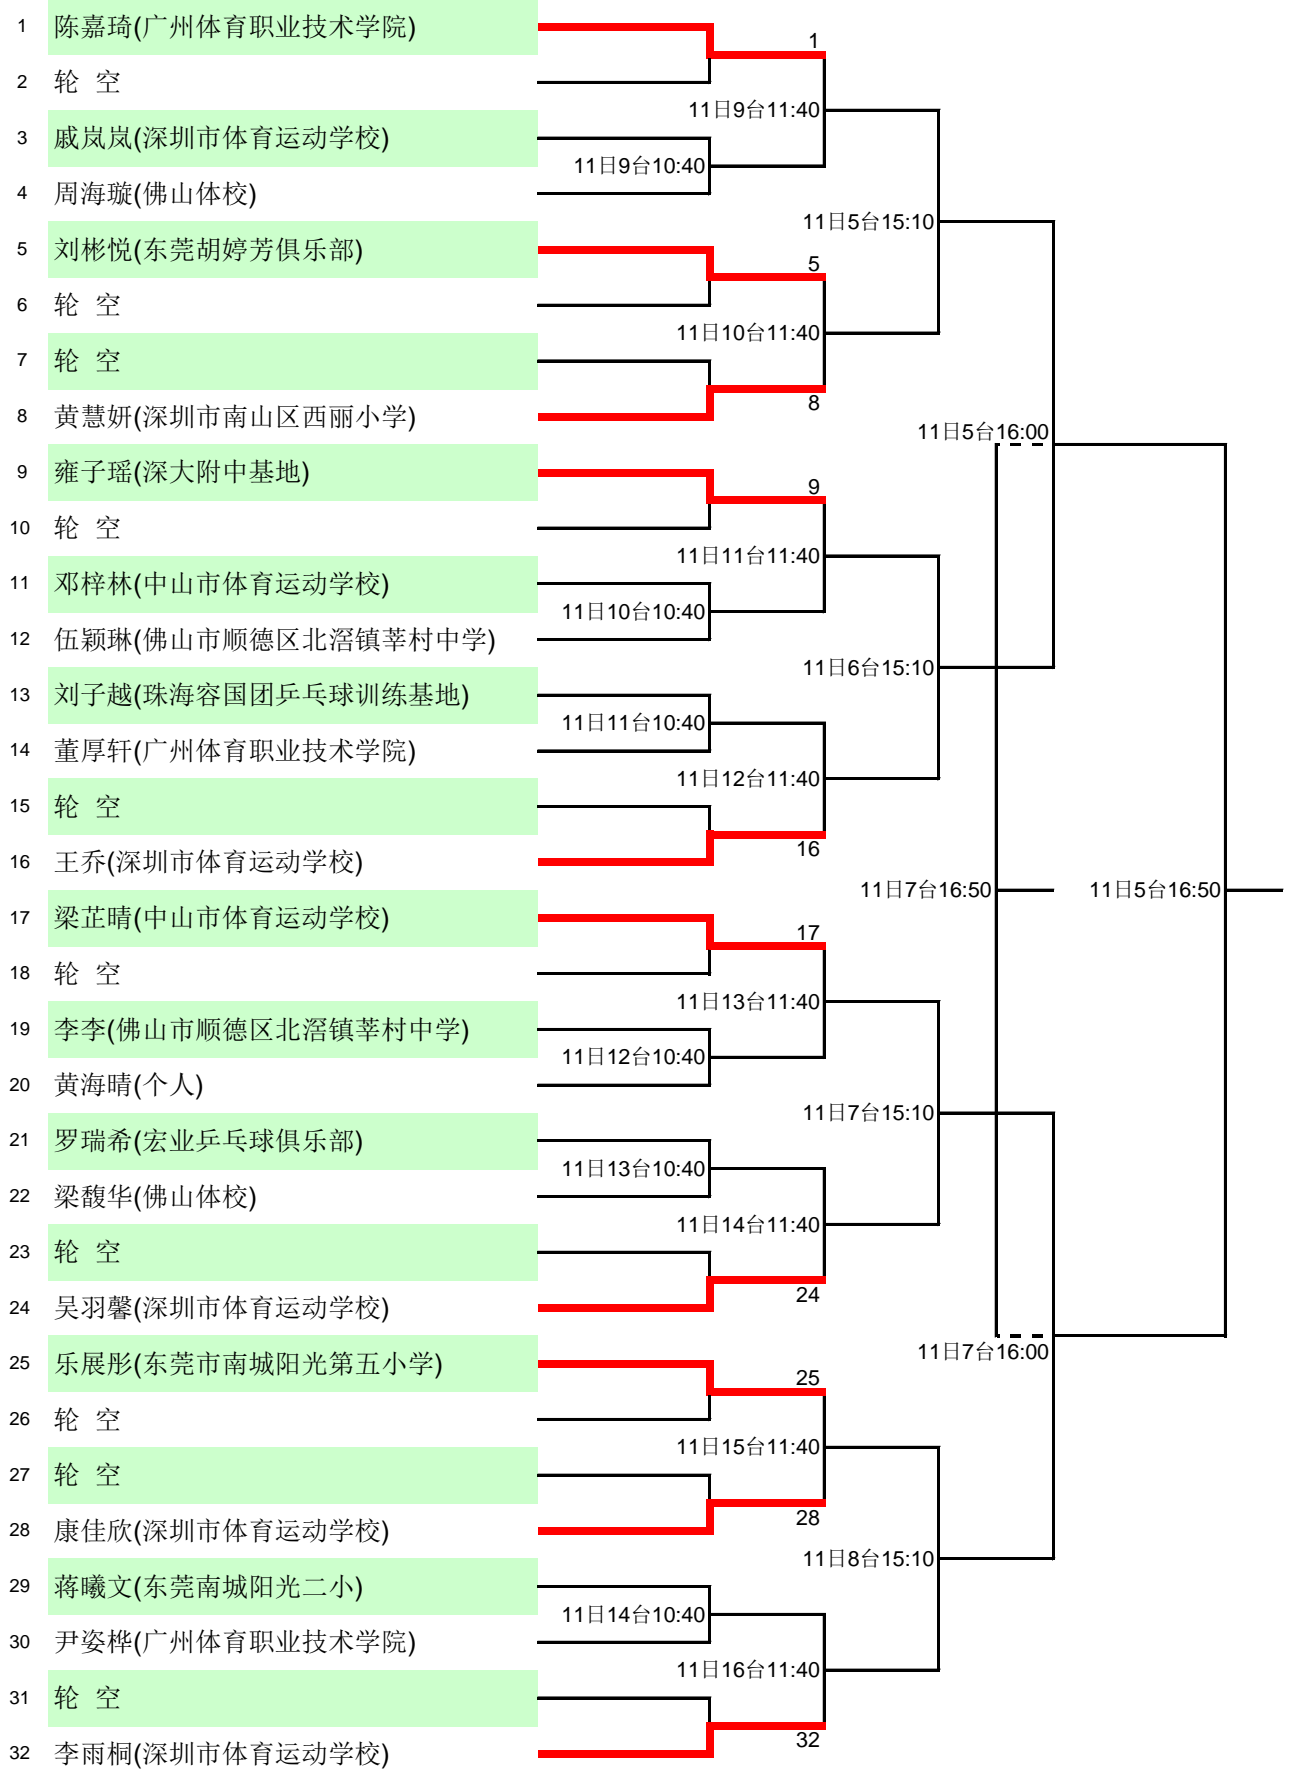 1 陈嘉琦(广州体育职业技术学院)
1
2 轮 空
11日9台11:40
3 戚岚岚(深圳市体育运动学校)
11日9台10:40
4 周海璇(佛山体校)
11日5台15:10
5 刘彬悦(东莞胡婷芳俱乐部)
5
6 轮 空
11日10台11:40
7 轮 空
8
8 黄慧妍(深圳市南山区西丽小学)
11日5台16:00
9 雍子瑶(深大附中基地)
9
10 轮 空
11日11台11:40
11 邓梓林(中山市体育运动学校)
11日10台10:40
12 伍颖琳(佛山市顺德区北滘镇莘村中学)
11日6台15:10
13 刘子越(珠海容国团乒乓球训练基地)
11日11台10:40
14 董厚轩(广州体育职业技术学院)
11日12台11:40
15 轮 空
16
16 王乔(深圳市体育运动学校)
11日7台16:50 11日5台16:50
17 梁芷晴(中山市体育运动学校)
17
18 轮 空
11日13台11:40
19 李李(佛山市顺德区北滘镇莘村中学)
11日12台10:40
20 黄海晴(个人)
11日7台15:10
21 罗瑞希(宏业乒乓球俱乐部)
11日13台10:40
22 梁馥华(佛山体校)
11日14台11:40
23 轮 空
24
24 吴羽馨(深圳市体育运动学校)
11日7台16:00
25 乐展彤(东莞市南城阳光第五小学)
25
26 轮 空
11日15台11:40
27 轮 空
28
28 康佳欣(深圳市体育运动学校)
11日8台15:10
29 蒋曦文(东莞南城阳光二小)
11日14台10:40
30 尹姿桦(广州体育职业技术学院)
11日16台11:40
31 轮 空
32
32 李雨桐(深圳市体育运动学校)